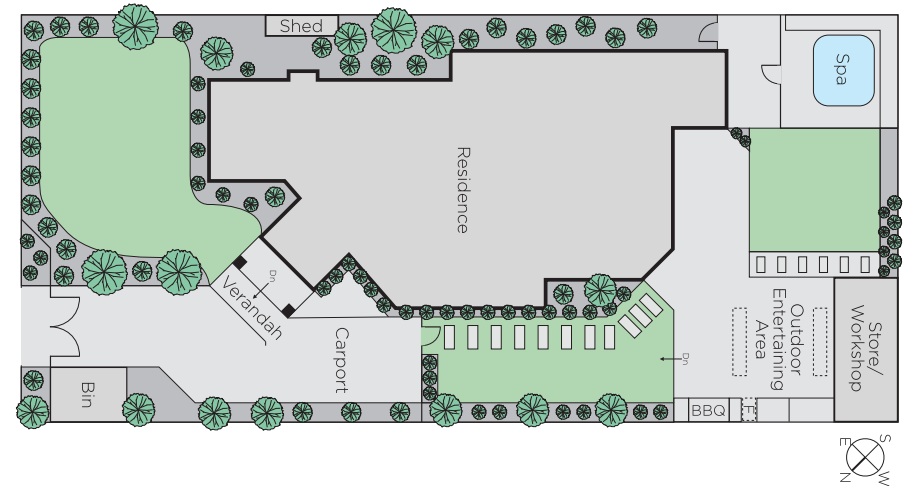 Shed
Spa
Residence
Dn
Verandah
Carport
Outdoor
Entertaining
Area
Store/
Workshop
Dn
Bin
BBQ
F
S
E
W
N